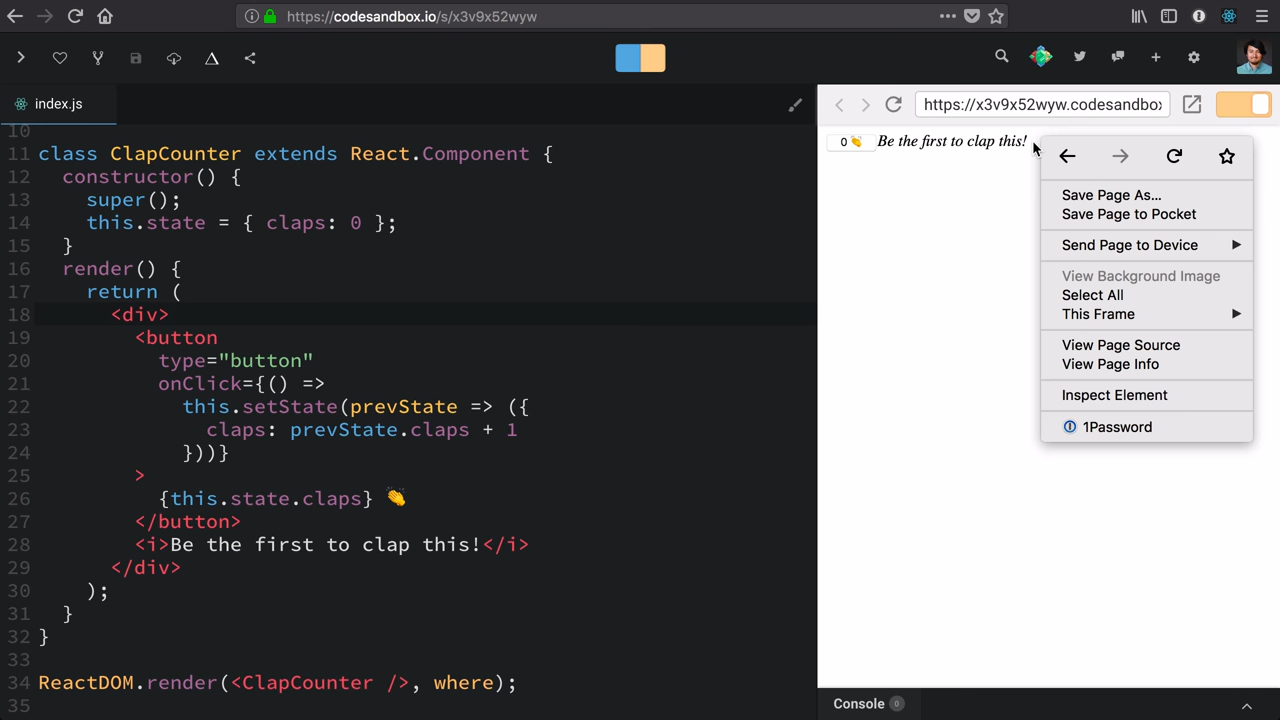 https://codesandbox.io/s/x3v9x52wyw
index.js
10
11 class ClapCounter extends React.Component {
12 constructor() {
13 super();
14 this.state = { claps: 0 };
15 }
16 render() {
17 return (
18 <div>
19 <button
20 type="button"
21 onClick={() =>
22 this.setState(prevState => ({
23 claps: prevState.claps + 1
24 }))}
25 >
26 {this.state.claps} 👏
27 </button>
28 <i>Be the first to clap this!</i>
29 </div>
30 );
31 }
32 }
33
34 ReactDOM.render(<ClapCounter />, where);
35
https://x3v9x52wyw.codesandbox
0 👏 Be the first to clap this!
Save Page As...
Save Page to Pocket
Send Page to Device
View Background Image
Select All
This Frame
View Page Source
View Page Info
Inspect Element
1Password
Console 0